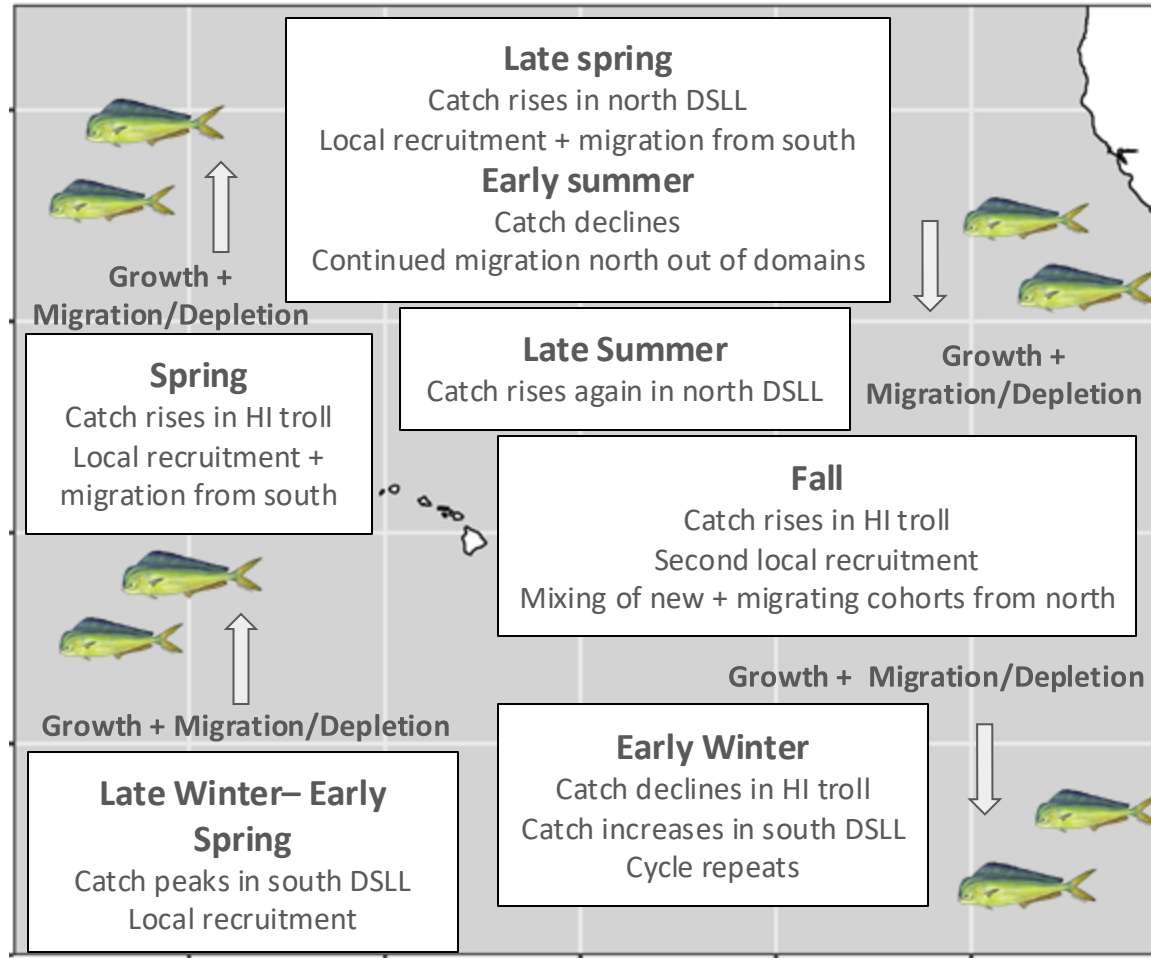 Late spring
Catch rises in north DSLL
Local recruitment + migration from south
Early summer
Catch declines
Continued migration north out of domains
Growth +
Migration/Depletion
Late Summer
Catch rises again in north DSLL
Growth +
Migration/Depletion
Spring
Catch rises in HI troll
Local recruitment +
migration from south
Fall
Catch rises in HI troll
Second local recruitment
Mixing of new + migrating cohorts from north
Growth + Migration/Depletion
Growth + Migration/Depletion
Late Winter– Early
Spring
Catch peaks in south DSLL
Local recruitment
Early Winter
Catch declines in HI troll
Catch increases in south DSLL
Cycle repeats